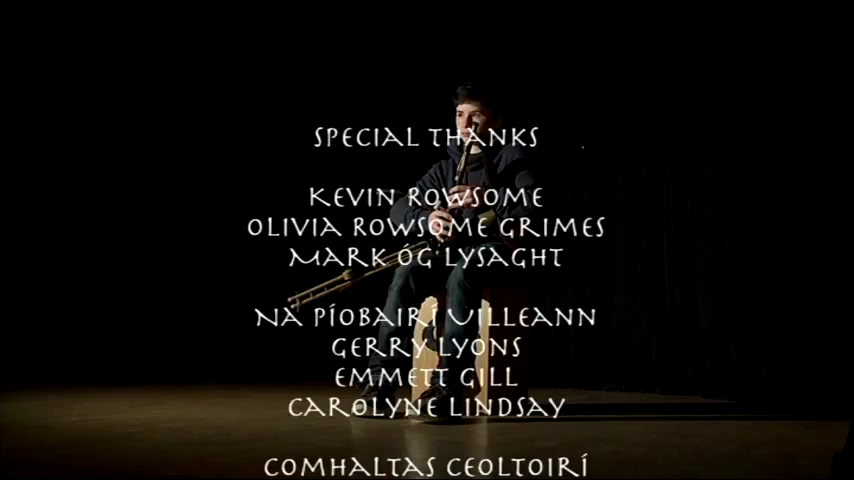 SPECIAL THANKS
KEVIN ROWSOME
OLIVIA ROWSOME GRIMES
MARK ÓG LYSAGHT
NA PÍOBAIRÍ UILLEANN
GERRY LYONS
EMMETT GILL
CAROLYNE LINDSAY
COMHALTAS CEOLTOIRÍ